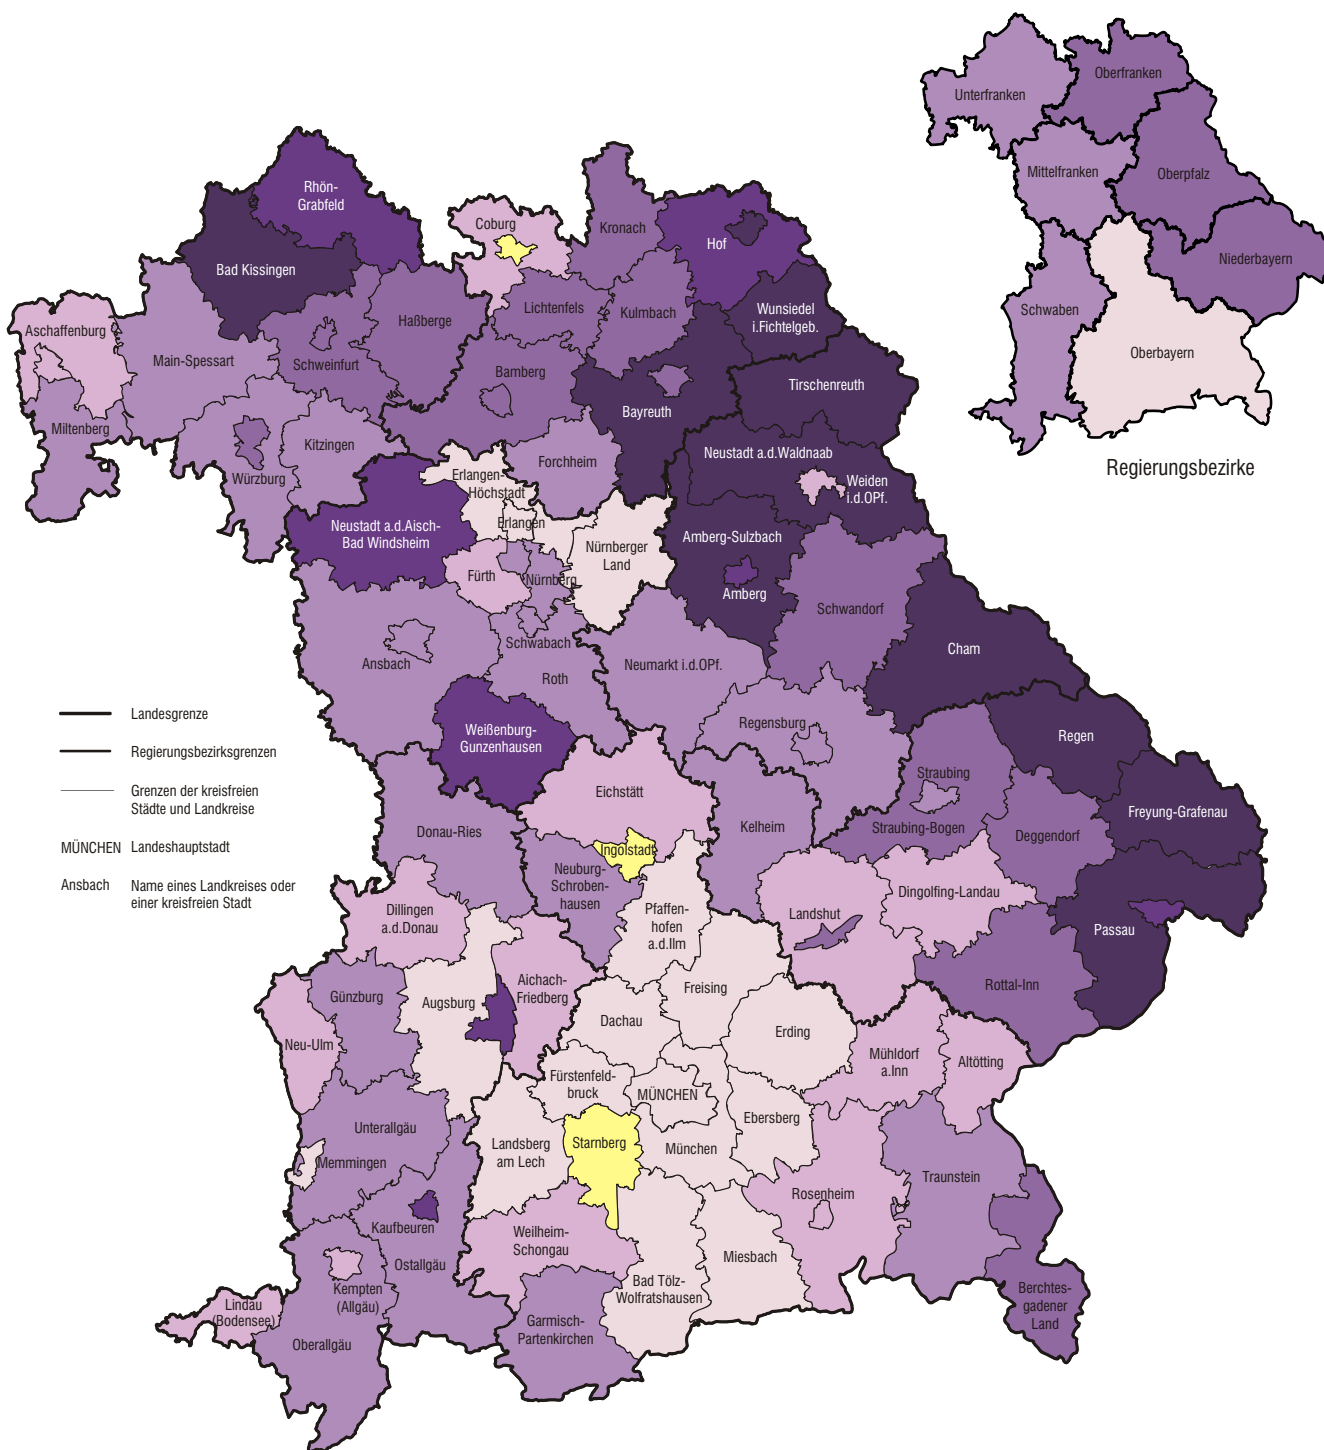 Oberfranken
Unterfranken
Mittelfranken
Oberpfalz
Niederbayern
Schwaben
Oberbayern
Regierungsbezirke
Rhön-
Grabfeld
Coburg
Kronach
Hof
Bad Kissingen
Wunsiedel
i.Fichtelgeb.
Lichtenfels
Kulmbach
Haßberge
Aschaffenburg
Main-Spessart
Schweinfurt
Bamberg
Tirschenreuth
Bayreuth
Miltenberg
Kitzingen
Würzburg
Forchheim
Erlangen-
Höchstadt
Neustadt a.d.Waldnaab
Weiden
i.d.OPf.
Neustadt a.d.Aisch-
Bad Windsheim
Erlangen
Nürnberger
Land
Amberg-Sulzbach
Fürth
Nürnberg
Amberg
Schwandorf
Schwabach
Cham
Ansbach
Roth
Neumarkt i.d.OPf.
Landesgrenze
Regierungsbezirksgrenzen
Grenzen der kreisfreien
Städte und Landkreise
MÜNCHEN
Landeshauptstadt
Ansbach
Name eines Landkreises oder
einer kreisfreien Stadt
Weißenburg-
Gunzenhausen
Regensburg
Regen
Straubing
Eichstätt
Freyung-Grafenau
Donau-Ries
Kelheim
Straubing-Bogen
Deggendorf
Ingolstadt
Neuburg-
Schroben-
hausen
Pfaffen-
hofen
a.d.Ilm
Dingolfing-Landau
Dillingen
a.d.Donau
Landshut
Passau
Aichach-
Friedberg
Rottal-Inn
Günzburg
Augsburg
Freising
Dachau
Erding
Neu-Ulm
Mühldorf
a.Inn
Altötting
Fürstenfeld-
bruck
MÜNCHEN
Ebersberg
Unterallgäu
Landsberg
am Lech
Starnberg
München
Memmingen
Traunstein
Rosenheim
Kaufbeuren
Weilheim-
Schongau
Ostallgäu
Miesbach
Kempten
(Allgäu)
Bad Tölz-
Wolfratshausen
Lindau
(Bodensee)
Garmisch-
Partenkirchen
Berchtes-
gadener
Land
Oberallgäu